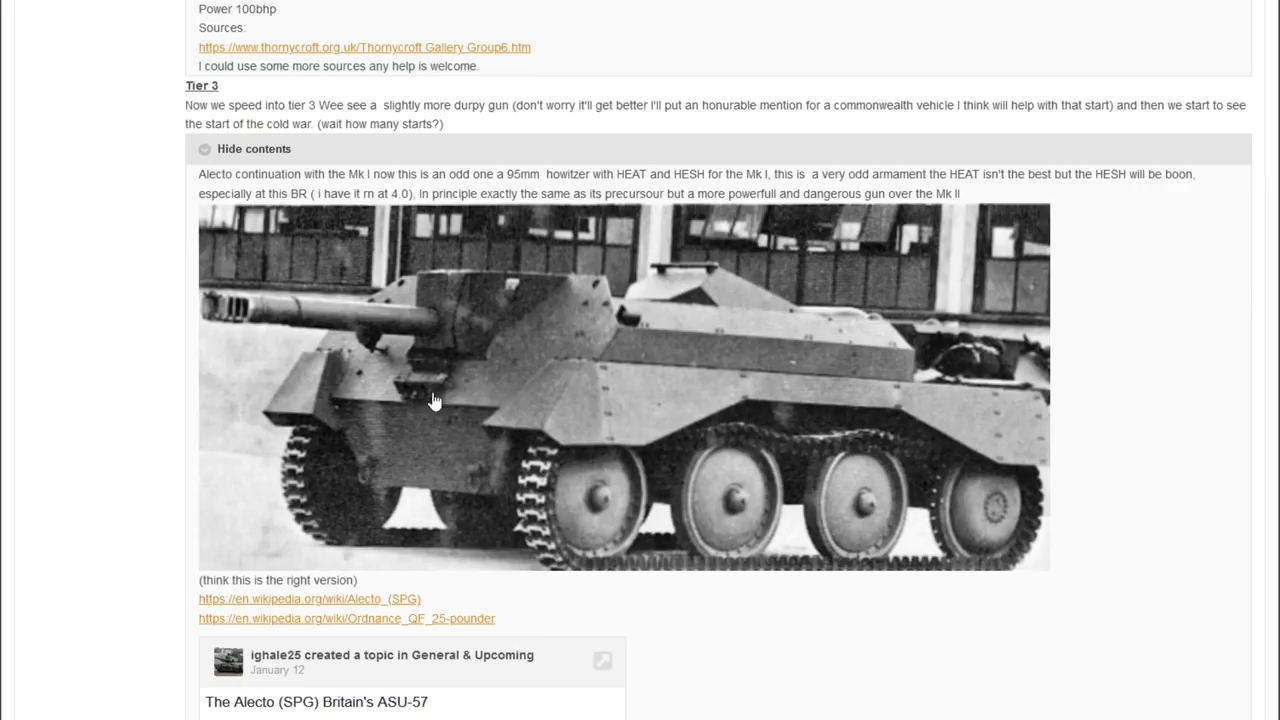 Power 100bhp
Sources:
https://www.thornycroft.org.uk/Thornycroft Gallery Group6.htm
I could use some more sources any help is welcome.
Tier 3
Now we speed into tier 3 Wee see a slightly more durpy gun (don't worry it'll get better I'll put an honurable mention for a commonwealth vehicle I think will help with that start) and then we start to see
the start of the cold war. (wait how many starts?)
Hide contents
Alecto continuation with the Mk I now this is an odd one a 95mm howitzer with HEAT and HESH for the Mk I, this is a very odd armament the HEAT isn't the best but the HESH will be boon,
especially at this BR ( i have it rn at 4.0). In principle exactly the same as its precursour but a more powerfull and dangerous gun over the Mk II
(think this is the right version)
https://en.wikipedia.org/wiki/Alecto_(SPG)
https://en.wikipedia.org/wiki/Ordnance_QF_25-pounder
ighale25 created a topic in General & Upcoming
January 12
The Alecto (SPG) Britain's ASU-57